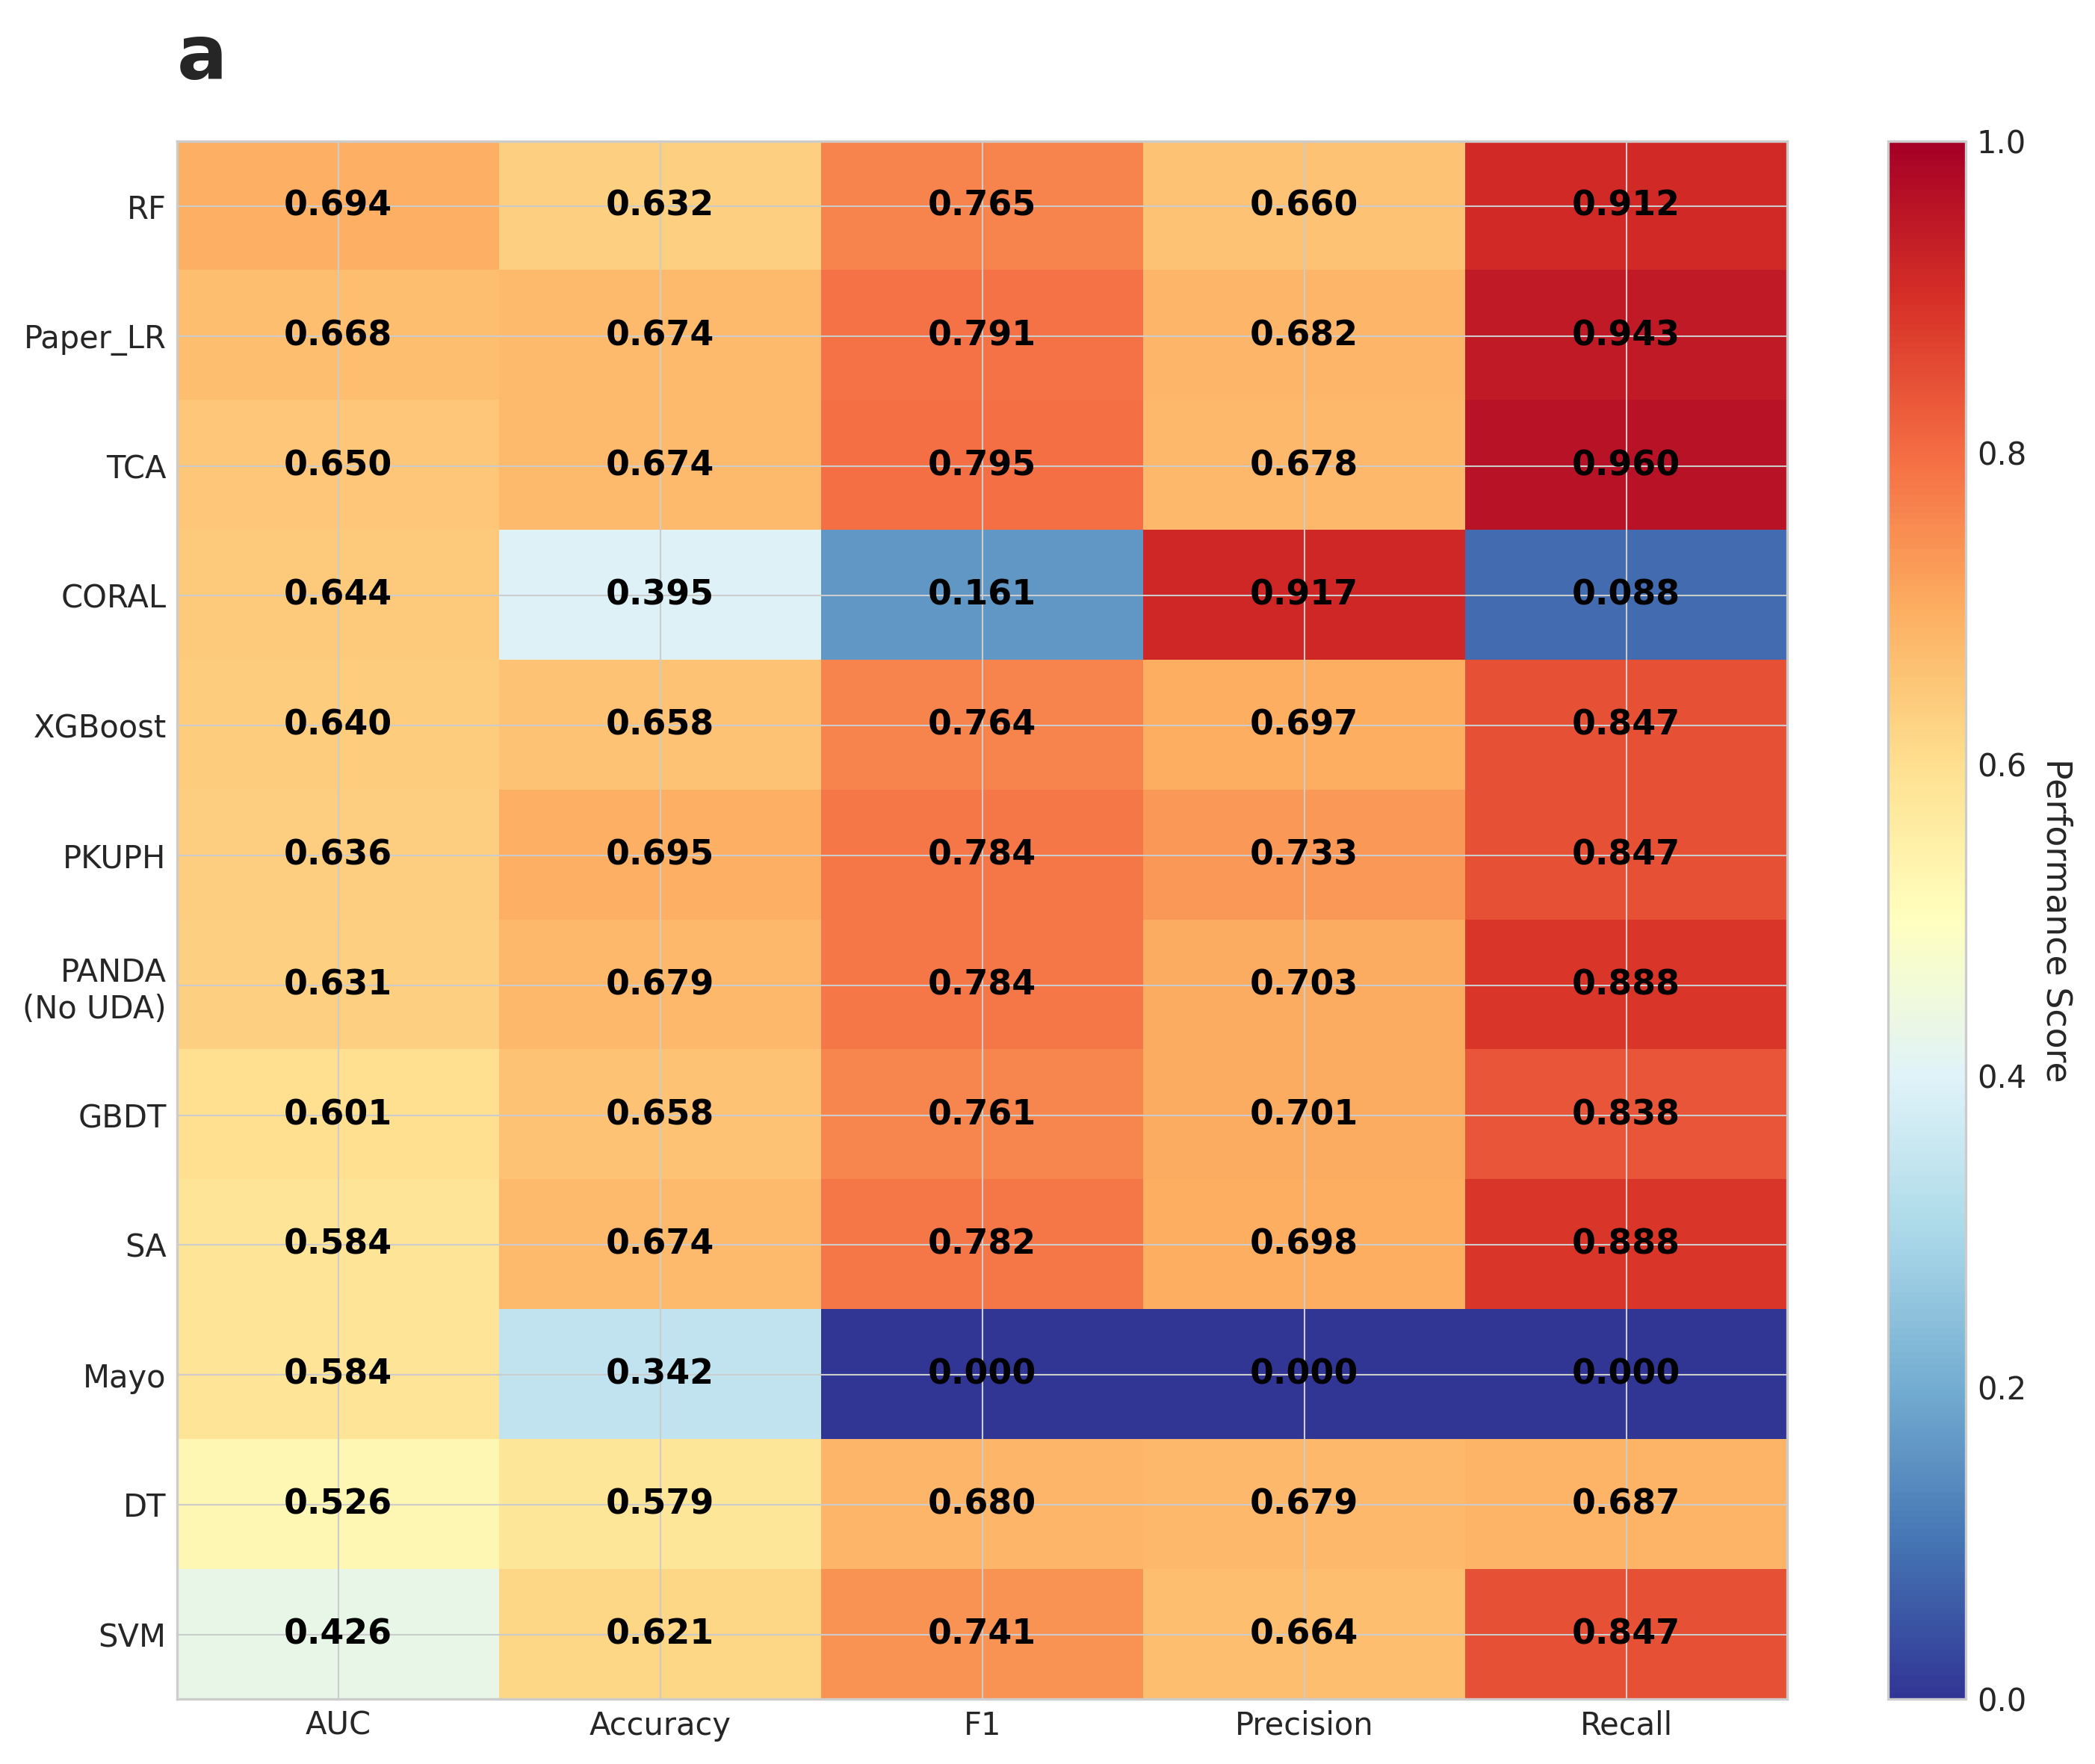 a
RF 0.694 0.632 0.765 0.660 0.912
Paper_LR 0.668 0.674 0.791 0.682 0.943
TCA 0.650 0.674 0.795 0.678 0.960
CORAL 0.644 0.395 0.161 0.917 0.088
XGBoost 0.640 0.658 0.764 0.697 0.847
PKUPH 0.636 0.695 0.784 0.733 0.847
PANDA
(No UDA) 0.631 0.679 0.784 0.703 0.888
GBDT 0.601 0.658 0.761 0.701 0.838
SA 0.584 0.674 0.782 0.698 0.888
Mayo 0.584 0.342 0.000 0.000 0.000
DT 0.526 0.579 0.680 0.679 0.687
SVM 0.426 0.621 0.741 0.664 0.847
AUC Accuracy F1 Precision Recall
1.0
0.8
0.6
0.4
0.2
0.0
Performance Score